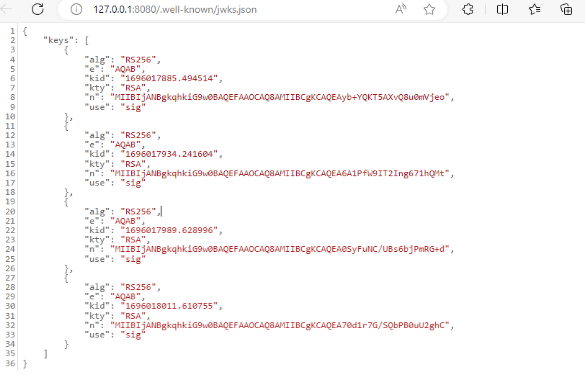 127.0.0.1:8080/.well-known/jwks.json
1 {
2 "keys": [
3 {
4 "alg": "RS256",
5 "e": "AQAB",
6 "kid": "1696017885.494514",
7 "kty": "RSA",
8 "n": "MIIBIjANBgkqhkiG9w0BAQEFAAOCAQ8AMIIBCgKCAQEAyb+YQKT5AXvQ8u0mVjeo",
9 "use": "sig"
10 },
11 {
12 "alg": "RS256",
13 "e": "AQAB",
14 "kid": "1696017934.241604",
15 "kty": "RSA",
16 "n": "MIIBIjANBgkqhkiG9w0BAQEFAAOCAQ8AMIIBCgKCAQEA6A1PfW9IT2Ing671hQMt",
17 "use": "sig"
18 },
19 {
20 "alg": "RS256",
21 "e": "AQAB",
22 "kid": "1696017989.628996",
23 "kty": "RSA",
24 "n": "MIIBIjANBgkqhkiG9w0BAQEFAAOCAQ8AMIIBCgKCAQEA0SyFuNC/UBs6bjPmRG+d",
25 "use": "sig"
26 },
27 {
28 "alg": "RS256",
29 "e": "AQAB",
30 "kid": "1696018011.610755",
31 "kty": "RSA",
32 "n": "MIIBIjANBgkqhkiG9w0BAQEFAAOCAQ8AMIIBCgKCAQEA70d1r7G/SQbPB0uU2ghC",
33 "use": "sig"
34 }
35 ]
36 }